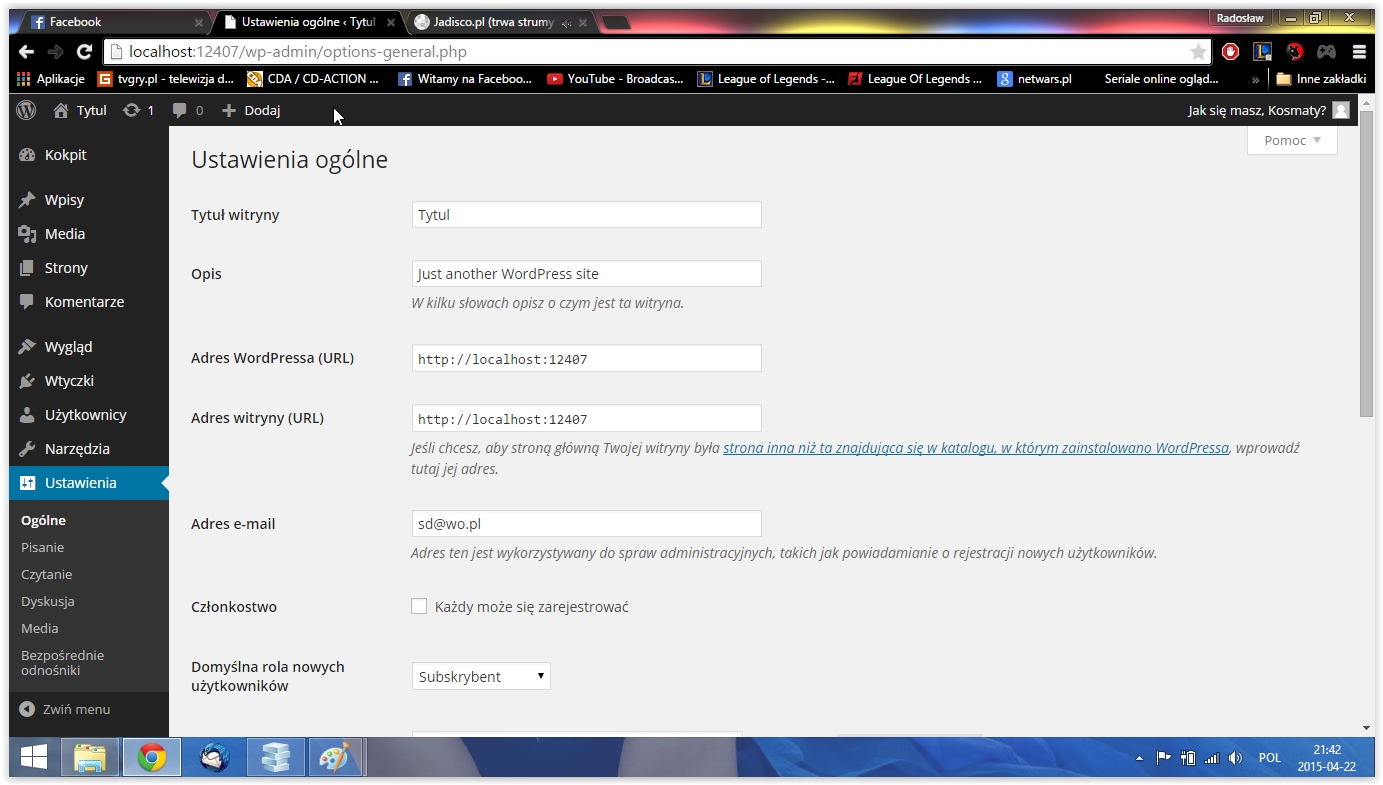 Facebook
Ustawienia ogólne ‹ Tytul
Jadisco.pl (trwa strumy
Radosław
localhost:12407/wp-admin/options-general.php
Aplikacje
tvgry.pl - telewizja d...
CDA / CD-ACTION ...
Witamy na Faceboo...
YouTube - Broadcas...
League of Legends -...
League Of Legends ...
netwars.pl
Seriale online ogląd...
»
Inne zakładki
Tytul
1
0
Dodaj
Jak się masz, Kosmaty?
Pomoc
Kokpit
Wpisy
Media
Strony
Komentarze
Wygląd
Wtyczki
Użytkownicy
Narzędzia
Ustawienia
Ogólne
Pisanie
Czytanie
Dyskusja
Media
Bezpośrednie
odnośniki
Zwiń menu
Ustawienia ogólne
Tytuł witryny
Tytul
Opis
Just another WordPress site
W kilku słowach opisz o czym jest ta witryna.
Adres WordPressa (URL)
http://localhost:12407
Adres witryny (URL)
http://localhost:12407
Jeśli chcesz, aby stroną główną Twojej witryny była strona inna niż ta znajdująca się w katalogu, w którym zainstalowano WordPressa, wprowadź
tutaj jej adres.
Adres e-mail
sd@wo.pl
Adres ten jest wykorzystywany do spraw administracyjnych, takich jak powiadamianie o rejestracji nowych użytkowników.
Członkostwo
Każdy może się zarejestrować
Domyślna rola nowych
użytkowników
Subskrybent
POL
21:42
2015-04-22